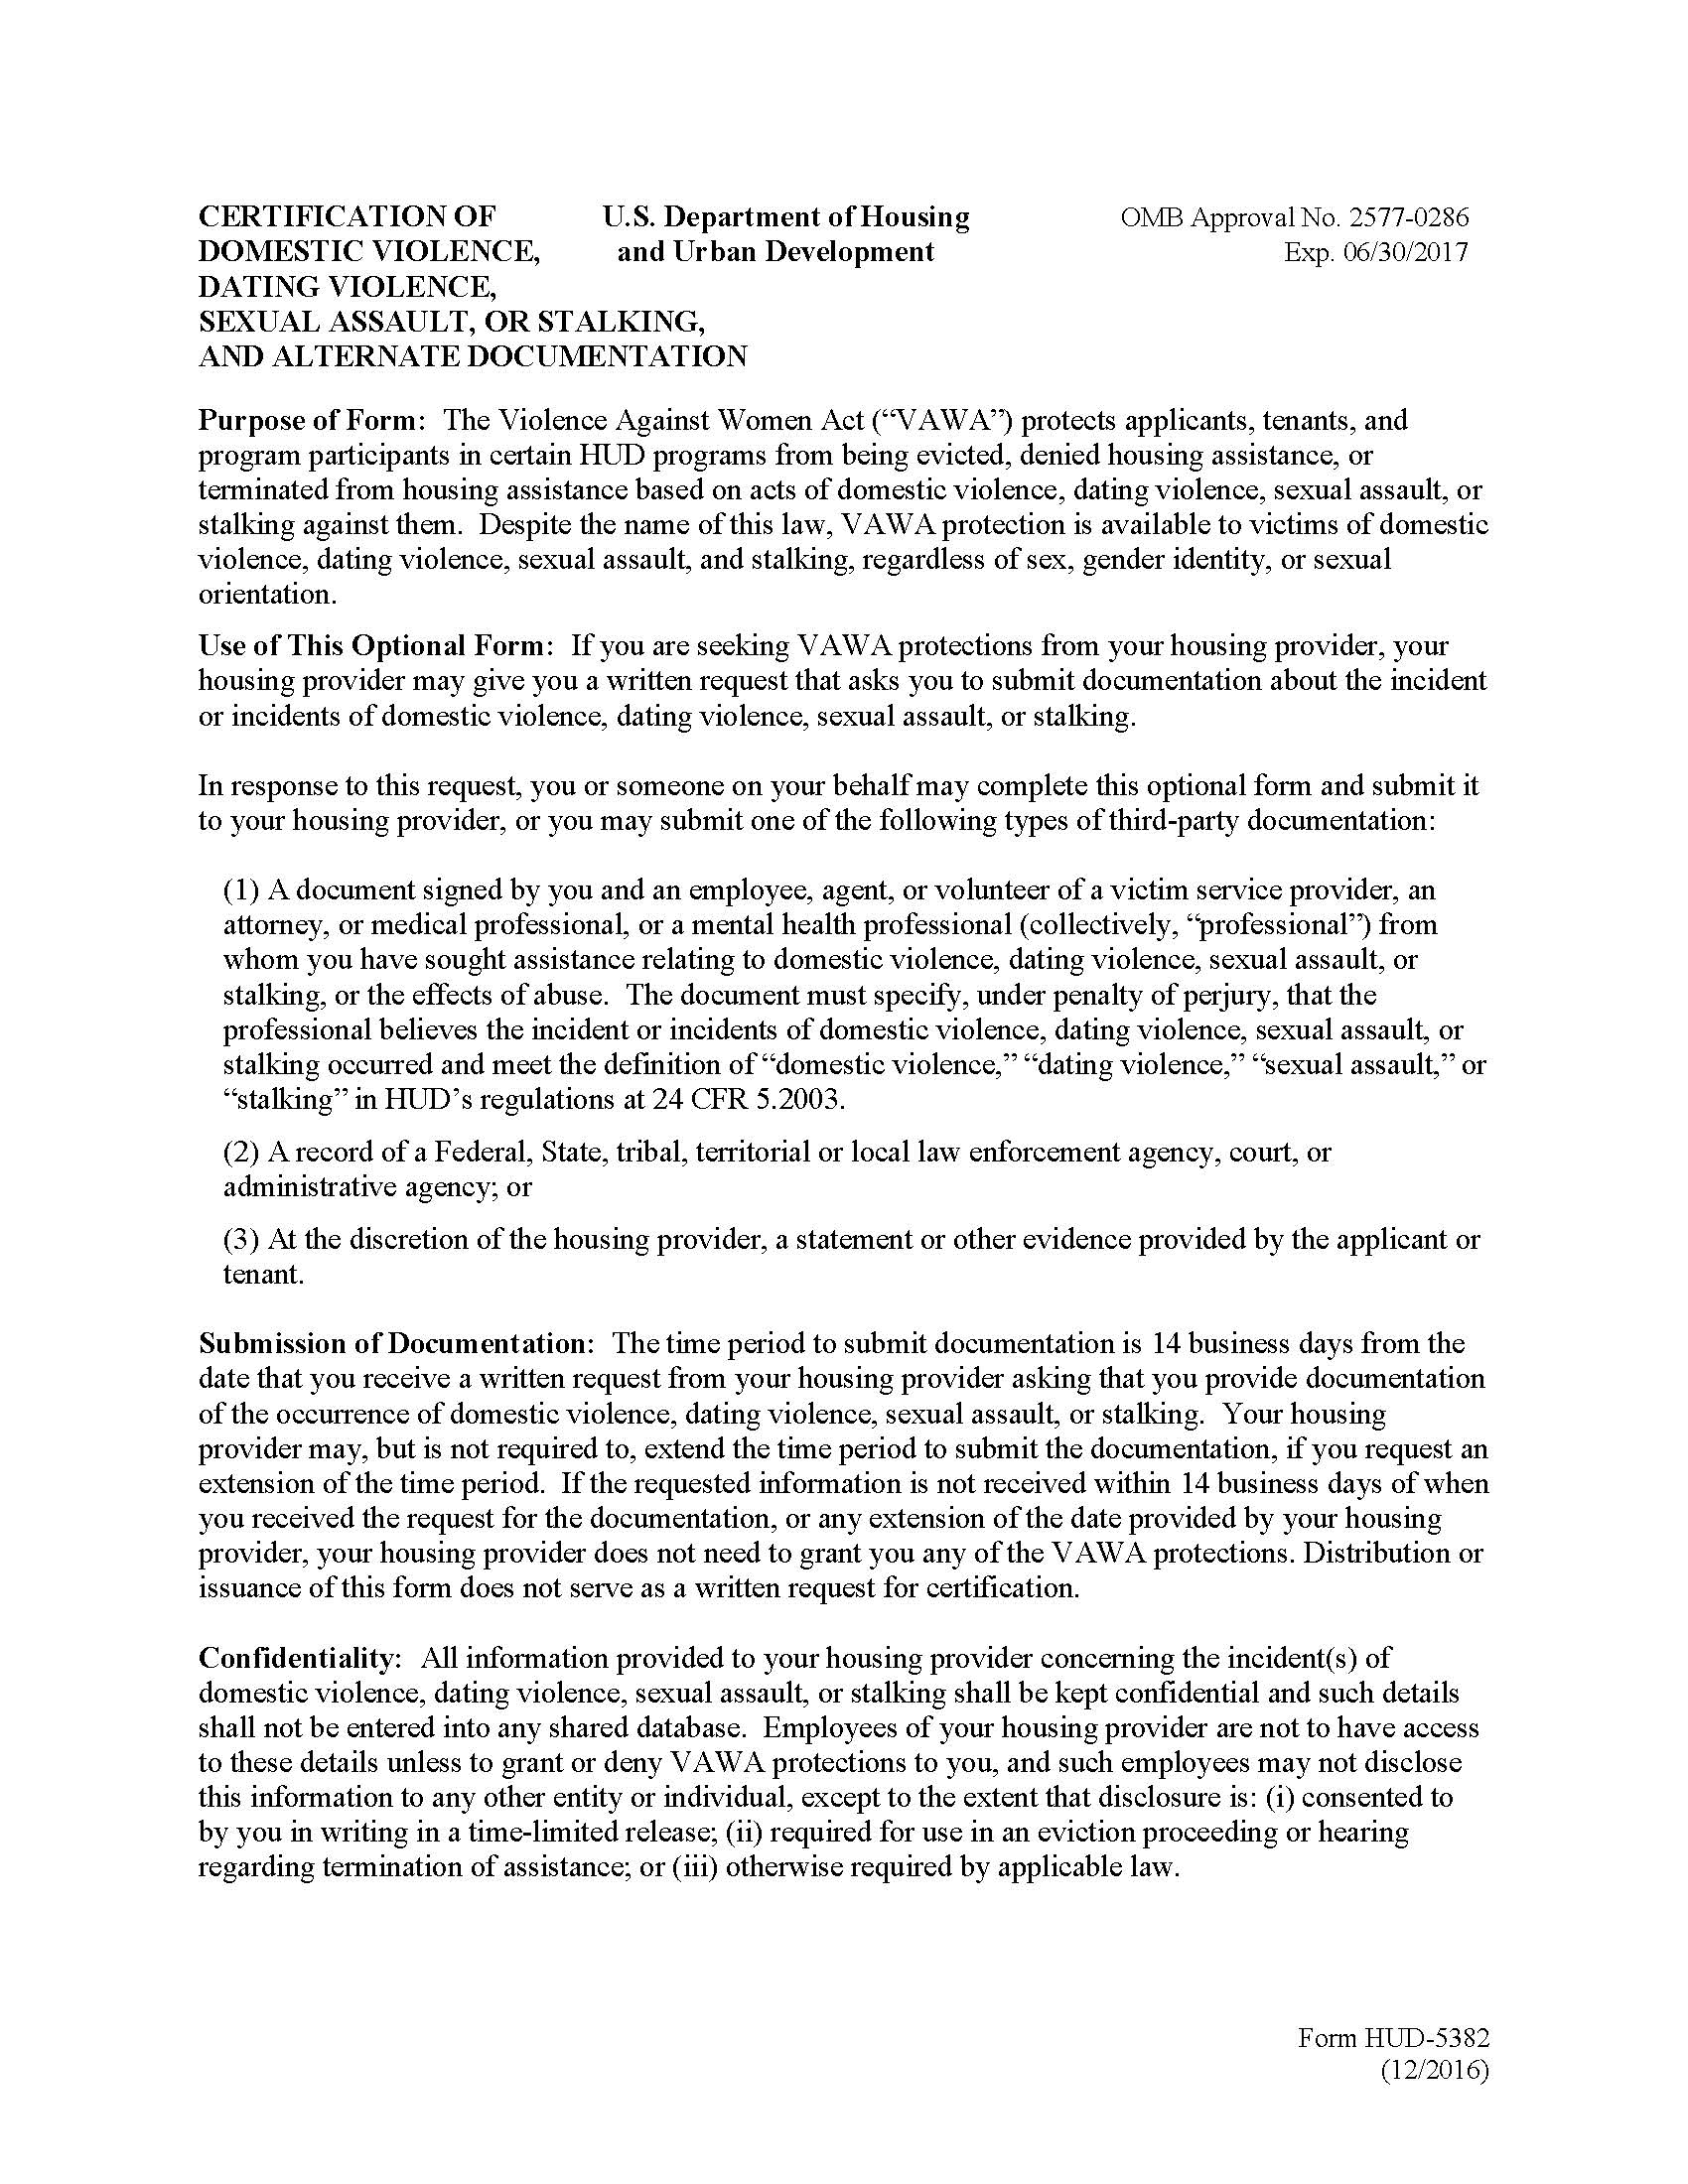 CERTIFICATION OF U.S. Department of Housing OMB Approval No. 2577-0286
DOMESTIC VIOLENCE, and Urban Development Exp. 06/30/2017
DATING VIOLENCE,
SEXUAL ASSAULT, OR STALKING,
AND ALTERNATE DOCUMENTATION
Purpose of Form: The Violence Against Women Act (“VAWA”) protects applicants, tenants, and
program participants in certain HUD programs from being evicted, denied housing assistance, or
terminated from housing assistance based on acts of domestic violence, dating violence, sexual assault, or
stalking against them. Despite the name of this law, VAWA protection is available to victims of domestic
violence, dating violence, sexual assault, and stalking, regardless of sex, gender identity, or sexual
orientation.
Use of This Optional Form: If you are seeking VAWA protections from your housing provider, your
housing provider may give you a written request that asks you to submit documentation about the incident
or incidents of domestic violence, dating violence, sexual assault, or stalking.
In response to this request, you or someone on your behalf may complete this optional form and submit it
to your housing provider, or you may submit one of the following types of third-party documentation:
(1) A document signed by you and an employee, agent, or volunteer of a victim service provider, an
attorney, or medical professional, or a mental health professional (collectively, “professional”) from
whom you have sought assistance relating to domestic violence, dating violence, sexual assault, or
stalking, or the effects of abuse. The document must specify, under penalty of perjury, that the
professional believes the incident or incidents of domestic violence, dating violence, sexual assault, or
stalking occurred and meet the definition of “domestic violence,” “dating violence,” “sexual assault,” or
“stalking” in HUD’s regulations at 24 CFR 5.2003.
(2) A record of a Federal, State, tribal, territorial or local law enforcement agency, court, or
administrative agency; or
(3) At the discretion of the housing provider, a statement or other evidence provided by the applicant or
tenant.
Submission of Documentation: The time period to submit documentation is 14 business days from the
date that you receive a written request from your housing provider asking that you provide documentation
of the occurrence of domestic violence, dating violence, sexual assault, or stalking. Your housing
provider may, but is not required to, extend the time period to submit the documentation, if you request an
extension of the time period. If the requested information is not received within 14 business days of when
you received the request for the documentation, or any extension of the date provided by your housing
provider, your housing provider does not need to grant you any of the VAWA protections. Distribution or
issuance of this form does not serve as a written request for certification.
Confidentiality: All information provided to your housing provider concerning the incident(s) of
domestic violence, dating violence, sexual assault, or stalking shall be kept confidential and such details
shall not be entered into any shared database. Employees of your housing provider are not to have access
to these details unless to grant or deny VAWA protections to you, and such employees may not disclose
this information to any other entity or individual, except to the extent that disclosure is: (i) consented to
by you in writing in a time-limited release; (ii) required for use in an eviction proceeding or hearing
regarding termination of assistance; or (iii) otherwise required by applicable law.
Form HUD-5382
(12/2016)